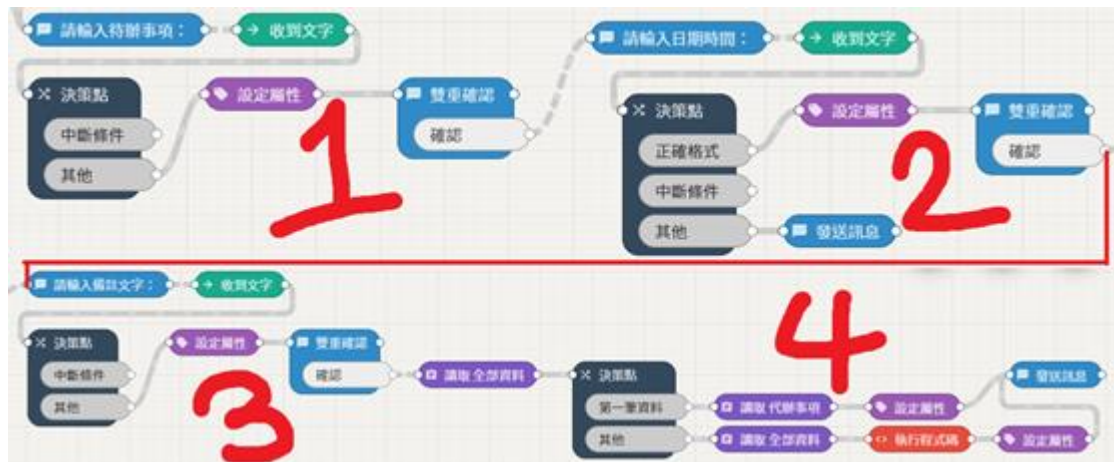 請輸入待辦事項：
收到文字
決策點
中斷條件
其他
設定屬性
雙重確認
確認
1
請輸入日期時間：
收到文字
決策點
正確格式
中斷條件
其他
設定屬性
雙重確認
確認
發送訊息
2
請輸入備註文字：
收到文字
決策點
中斷條件
其他
設定屬性
雙重確認
確認
3
讀取 全部資料
決策點
第一筆資料
其他
讀取 代辦事項
設定屬性
發送訊息
讀取 全部資料
執行程式碼
設定屬性
4